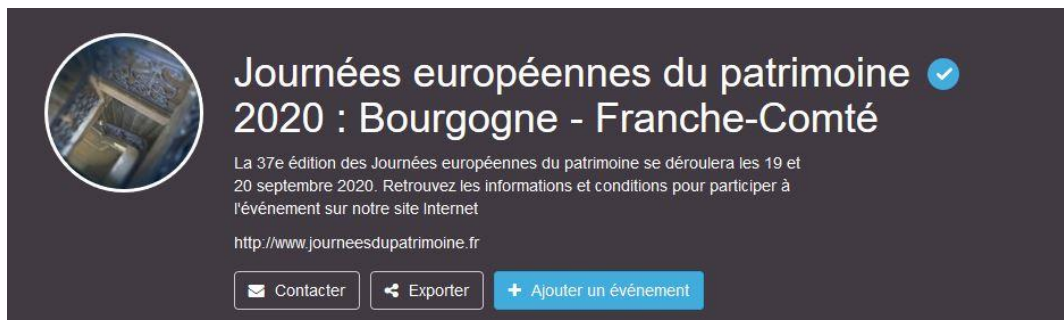 Journées européennes du patrimoine
2020 : Bourgogne - Franche-Comté
La 37e édition des Journées européennes du patrimoine se déroulera les 19 et
20 septembre 2020. Retrouvez les informations et conditions pour participer à
l'événement sur notre site Internet
http://www.journeesdupatrimoine.fr
Contacter Exporter + Ajouter un événement